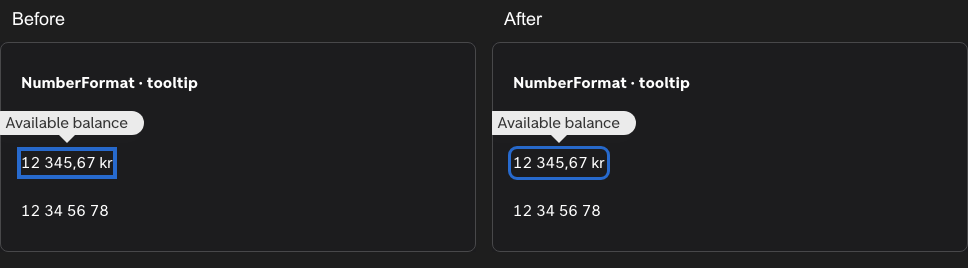 Before
NumberFormat · tooltip
Available balance
12 345,67 kr
12 34 56 78
After
NumberFormat · tooltip
Available balance
12 345,67 kr
12 34 56 78